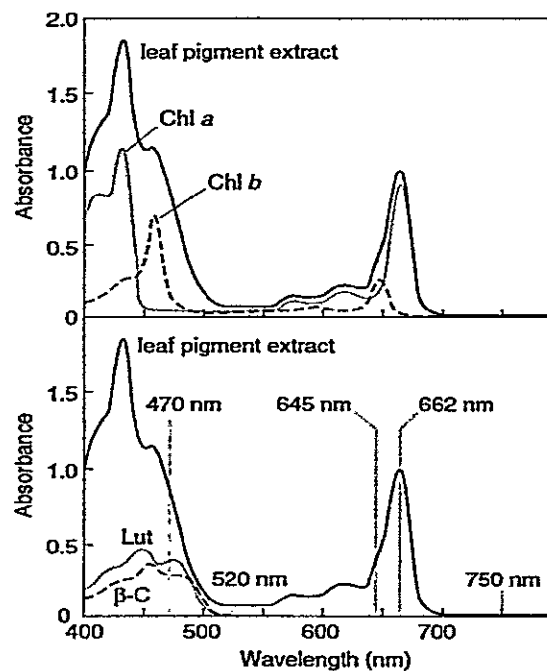 2.0
leaf pigment extract
1.5
Chl a
1.0
Chl b
Absorbance
0.5
0
leaf pigment extract
1.5
470 nm
645 nm
662 nm
1.0
Absorbance
Lut
0.5
520 nm
750 nm
β-C
0
400
500
600
700
Wavelength (nm)